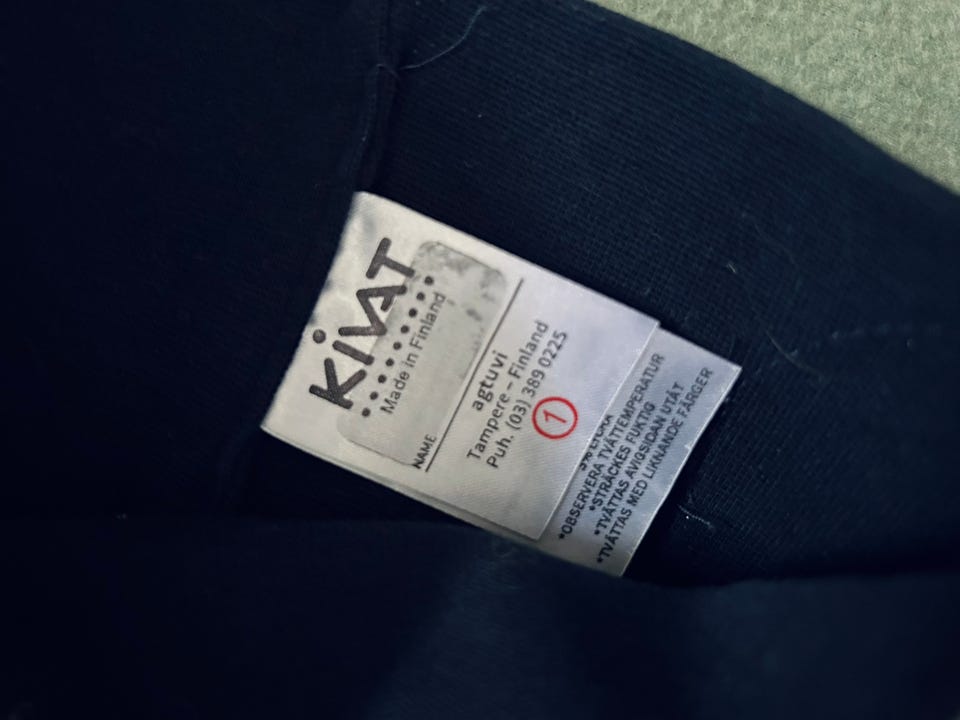 KiVAT
Made in Finland
NAME
agtuvi
Tampere – Finland
Puh. (03) 389 0225
1
*OBSERVERA TVÄTTEMPERATUR
*STRÄCKES FUKTIG
*TVÄTTAS AVIGSIDAN UTÅT
*TVÄTTAS MED LIKNANDE FÄRGER